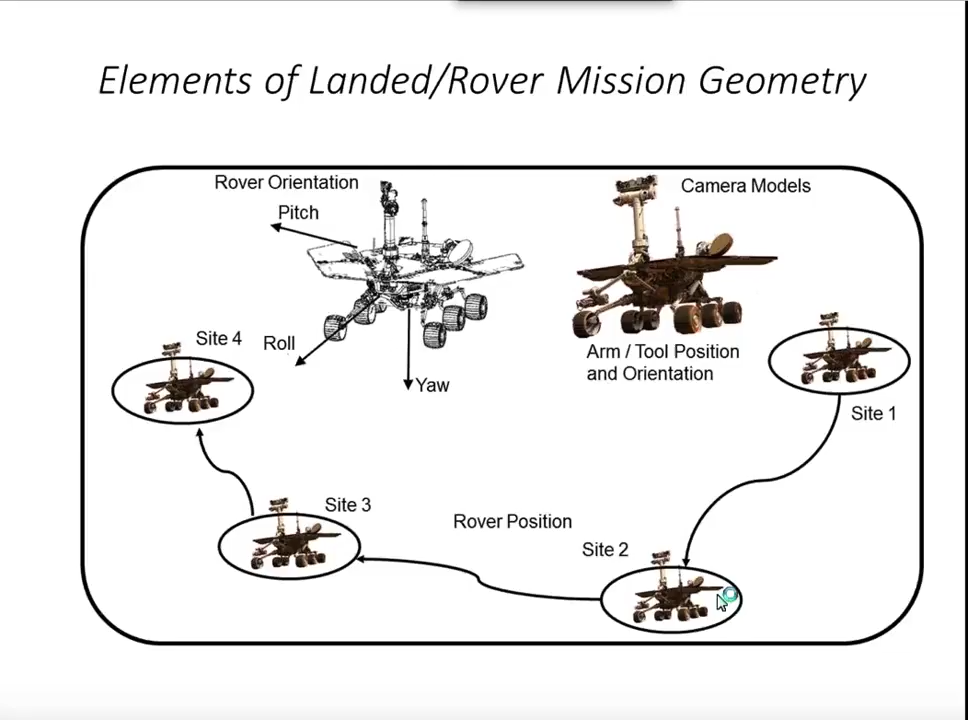 Elements of Landed/Rover Mission Geometry
Rover Orientation
Pitch
Camera Models
Roll
Yaw
Arm / Tool Position
and Orientation
Site 1
Site 4
Site 3
Rover Position
Site 2